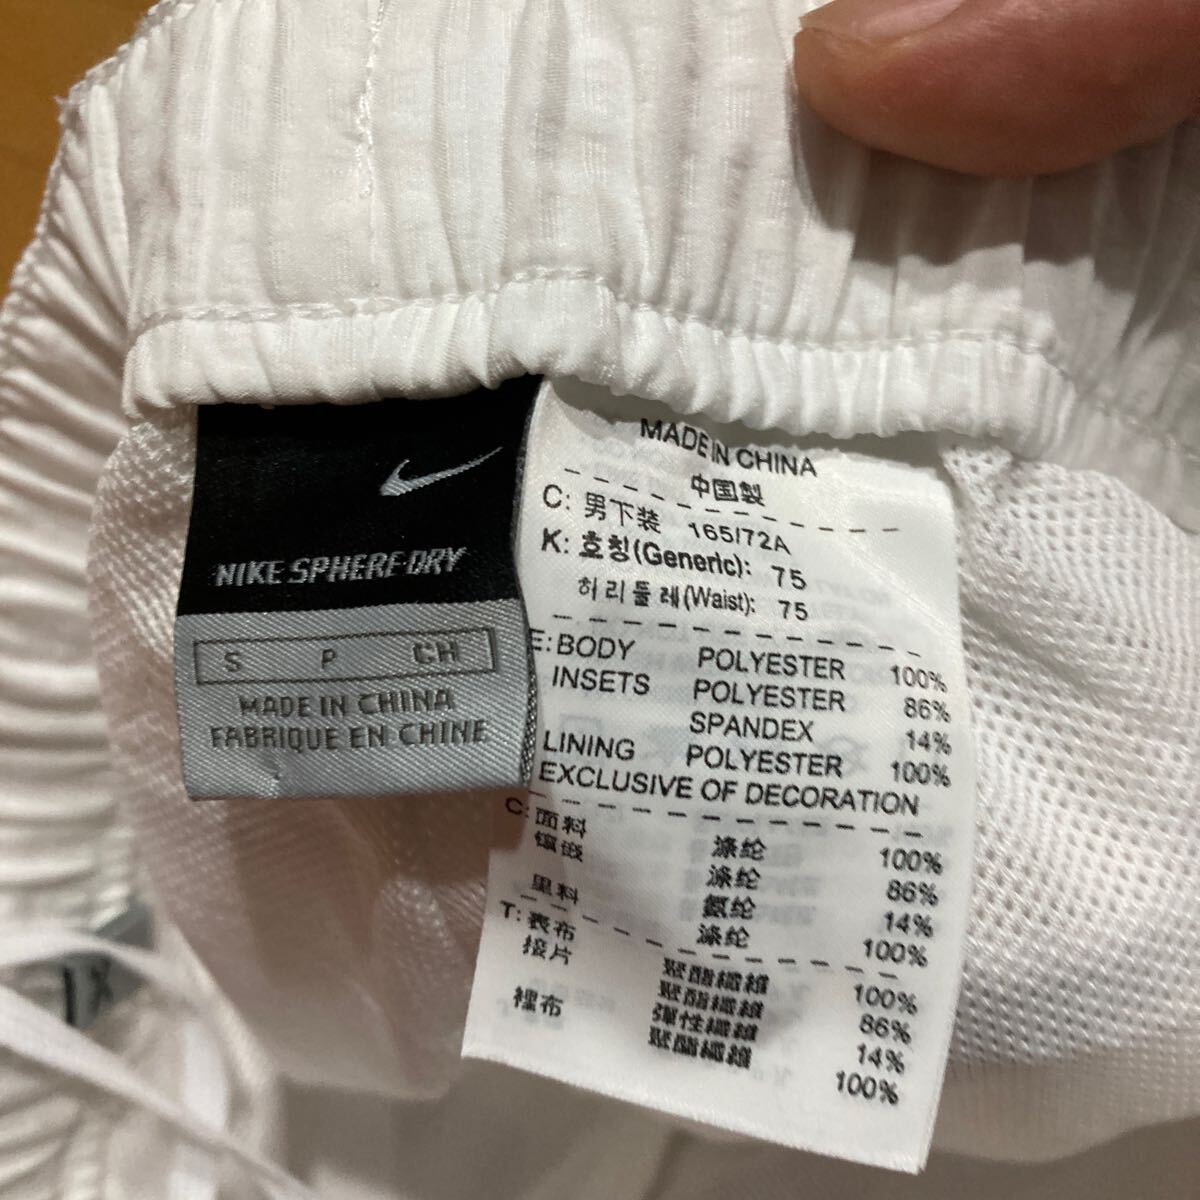 NIKE SPHERE DRY
S P CH
MADE IN CHINA
FABRIQUE EN CHINE
MADE IN CHINA
中国製
C: 男下装 165/72A
K: 호칭(Generic): 75
허리둘레(Waist): 75
E: BODY POLYESTER 100%
INSETS POLYESTER 86%
SPANDEX 14%
LINING POLYESTER 100%
EXCLUSIVE OF DECORATION
C: 面料 涤纶 100%
镶嵌 涤纶 86%
氨纶 14%
里料 涤纶 100%
T: 表布 聚酯纖維 100%
接片 聚酯纖維 86%
彈性纖維 14%
裡布 聚酯纖維 100%